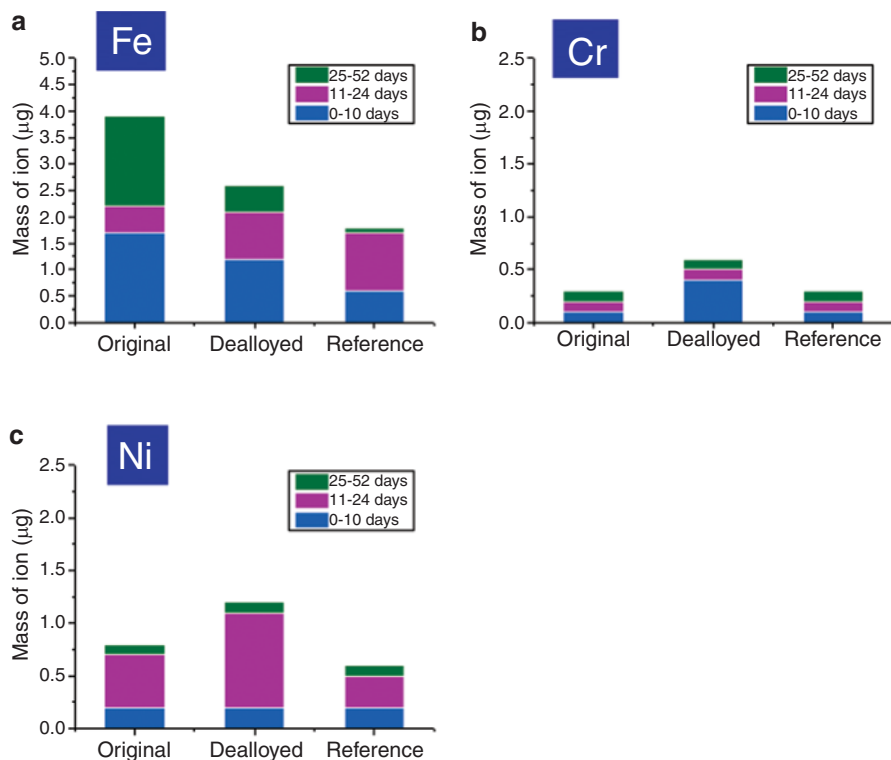 a
Fe
5.0
4.5
4.0
3.5
3.0
2.5
2.0
1.5
1.0
0.5
0.0
Mass of ion (μg)
25-52 days
11-24 days
0-10 days
Original Dealloyed Reference
b
Cr
2.5
2.0
1.5
1.0
0.5
0.0
Mass of ion (μg)
25-52 days
11-24 days
0-10 days
Original Dealloyed Reference
c
Ni
2.5
2.0
1.5
1.0
0.5
0.0
Mass of ion (μg)
25-52 days
11-24 days
0-10 days
Original Dealloyed Reference